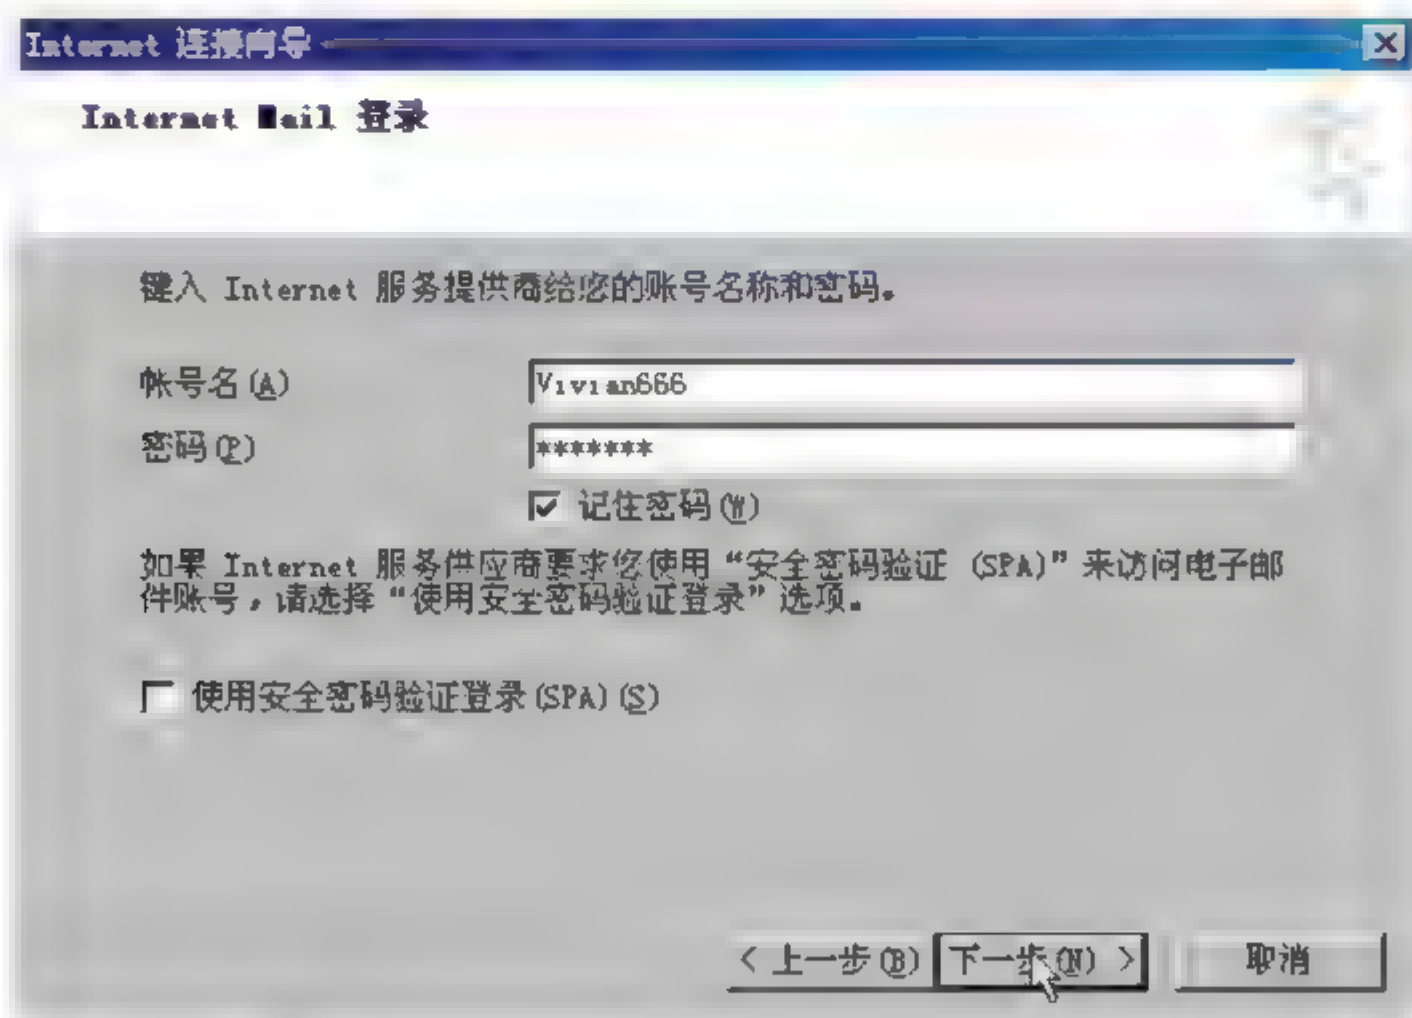 Internet 连接向导
Internet Mail 登录
键入 Internet 服务提供商给您的账号名称和密码。
帐号名(A)
Vivian666
密码(P)
*******
记住密码(W)
如果 Internet 服务供应商要求您使用“安全密码验证 (SPA)”来访问电子邮
件账号，请选择“使用安全密码验证登录”选项。
使用安全密码验证登录(SPA)(S)
< 上一步(B)
下一步(N) >
取消